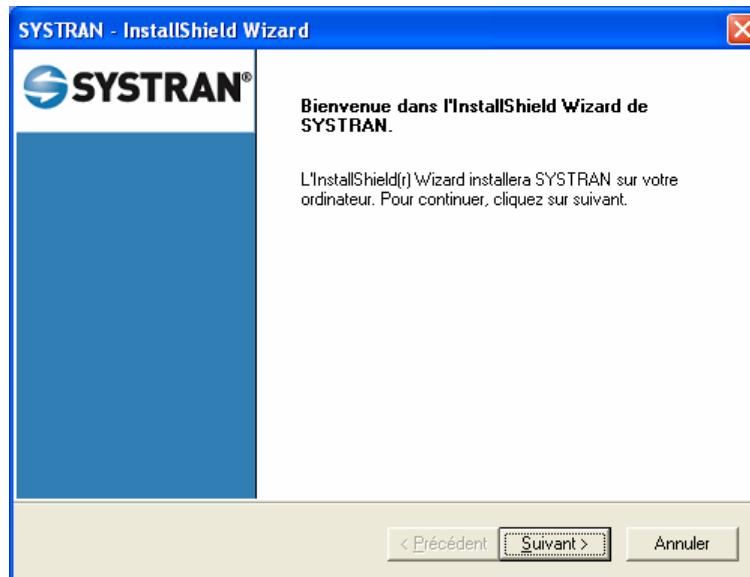 SYSTRAN - InstallShield Wizard
SYSTRAN®
Bienvenue dans l'InstallShield Wizard de
SYSTRAN.
L'InstallShield(r) Wizard installera SYSTRAN sur votre
ordinateur. Pour continuer, cliquez sur suivant.
< Précédent
Suivant >
Annuler